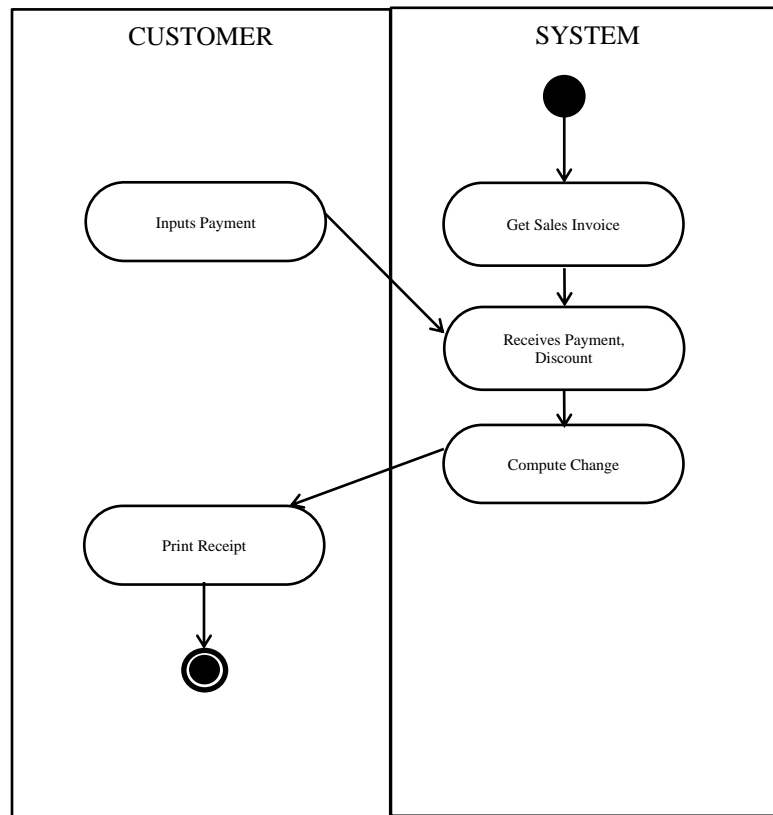 CUSTOMER
SYSTEM
Inputs Payment
Get Sales Invoice
Receives Payment,
Discount
Compute Change
Print Receipt